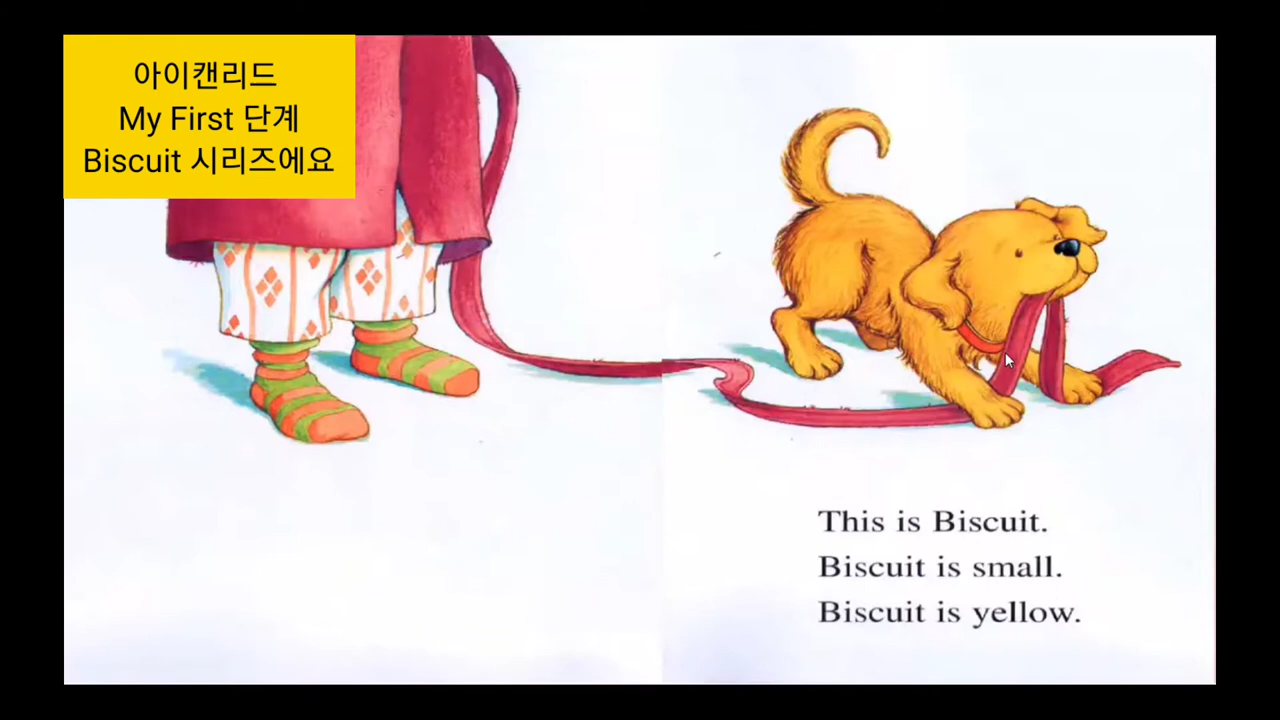 아이캔리드
My First 단계
Biscuit 시리즈에요
This is Biscuit.
Biscuit is small.
Biscuit is yellow.